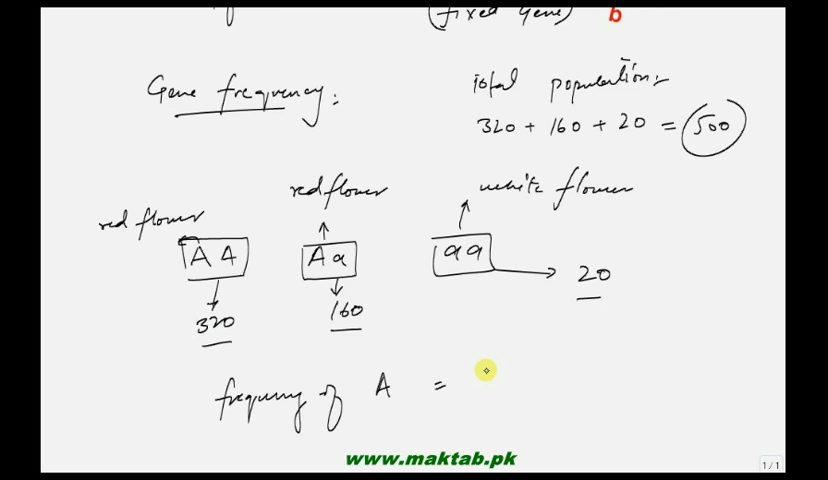 (fixed Gene) b
Gene frequency:
Total population:
320 + 160 + 20 = 500
red flower
red flower
white flower
AA
Aa
aa
320
160
20
frequency of A =
www.maktab.pk
1/1